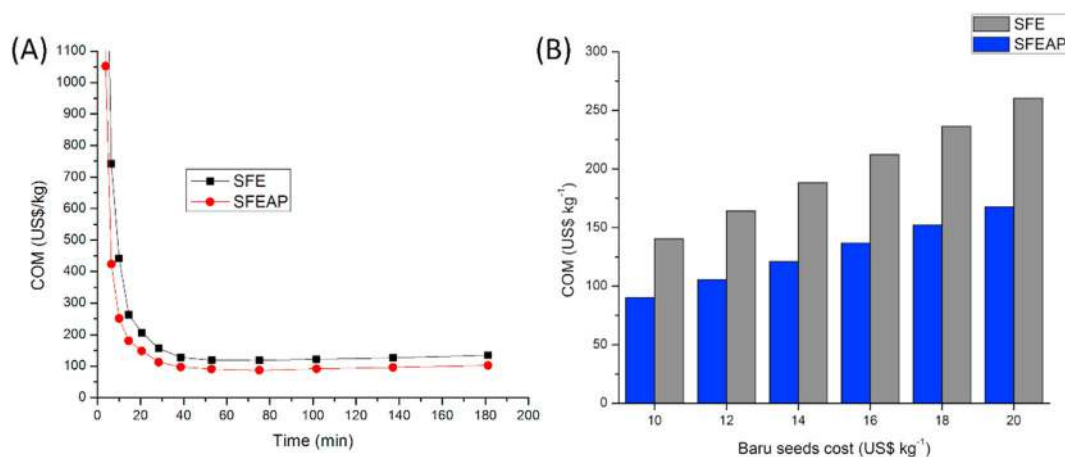 (A)
1100
1000
900
800
700
600
500
400
300
200
100
0
COM (US$/kg)
SFE
SFEAP
0 20 40 60 80 100 120 140 160 180 200
Time (min)
(B)
SFE
SFEAP
300
250
200
150
100
50
0
COM (US$ kg⁻¹)
10 12 14 16 18 20
Baru seeds cost (US$ kg⁻¹)